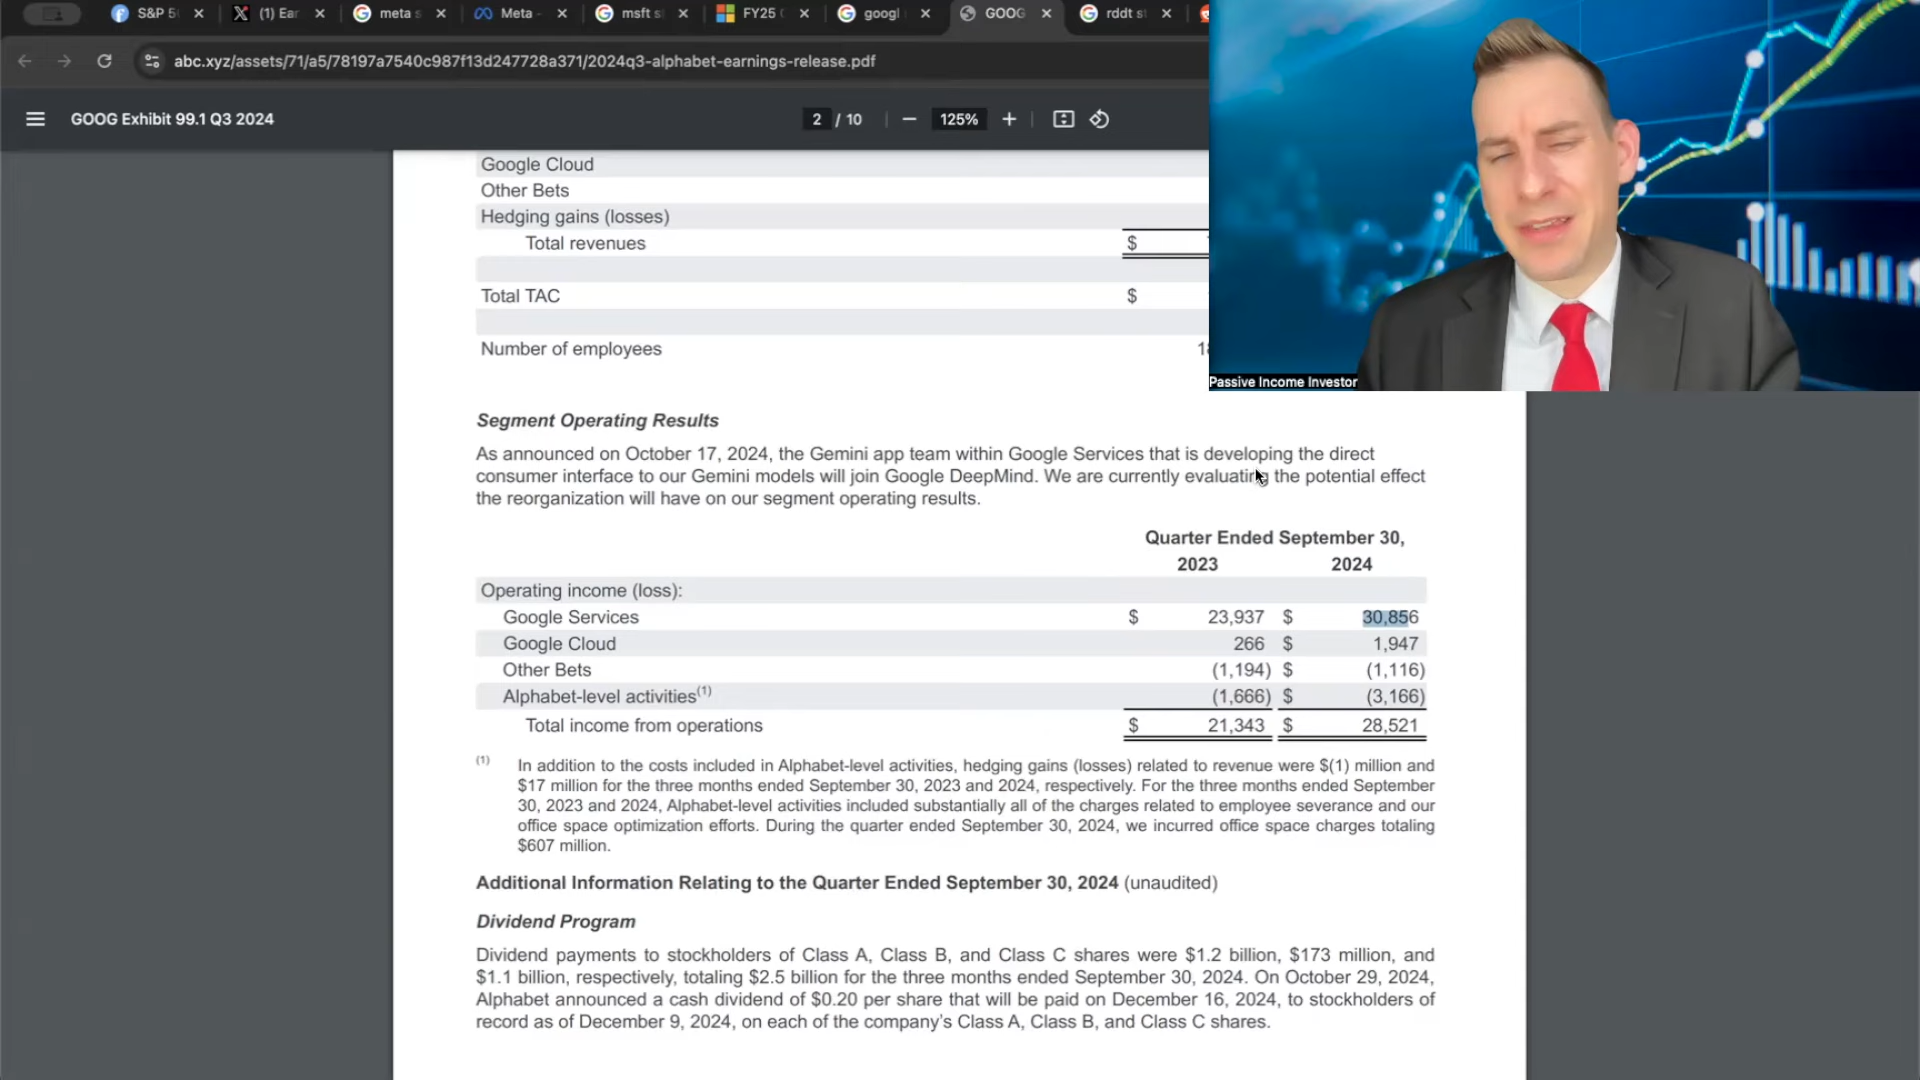 S&P 5
(1) Ear
meta s
Meta -
msft s
FY25
googl
GOOG
rddt s
abc.xyz/assets/71/a5/78197a7540c987f13d247728a371/2024q3-alphabet-earnings-release.pdf
GOOG Exhibit 99.1 Q3 2024
2 / 10
125%
Passive Income Investor
Google Cloud
Other Bets
Hedging gains (losses)
Total revenues $
Total TAC $
Number of employees 18
Segment Operating Results
As announced on October 17, 2024, the Gemini app team within Google Services that is developing the direct
consumer interface to our Gemini models will join Google DeepMind. We are currently evaluating the potential effect
the reorganization will have on our segment operating results.
Quarter Ended September 30,
2023 2024
Operating income (loss):
Google Services $ 23,937 $ 30,856
Google Cloud 266 $ 1,947
Other Bets (1,194) $ (1,116)
Alphabet-level activities(1) (1,666) $ (3,166)
Total income from operations $ 21,343 $ 28,521
(1) In addition to the costs included in Alphabet-level activities, hedging gains (losses) related to revenue were $(1) million and
$17 million for the three months ended September 30, 2023 and 2024, respectively. For the three months ended September
30, 2023 and 2024, Alphabet-level activities included substantially all of the charges related to employee severance and our
office space optimization efforts. During the quarter ended September 30, 2024, we incurred office space charges totaling
$607 million.
Additional Information Relating to the Quarter Ended September 30, 2024 (unaudited)
Dividend Program
Dividend payments to stockholders of Class A, Class B, and Class C shares were $1.2 billion, $173 million, and
$1.1 billion, respectively, totaling $2.5 billion for the three months ended September 30, 2024. On October 29, 2024,
Alphabet announced a cash dividend of $0.20 per share that will be paid on December 16, 2024, to stockholders of
record as of December 9, 2024, on each of the company's Class A, Class B, and Class C shares.